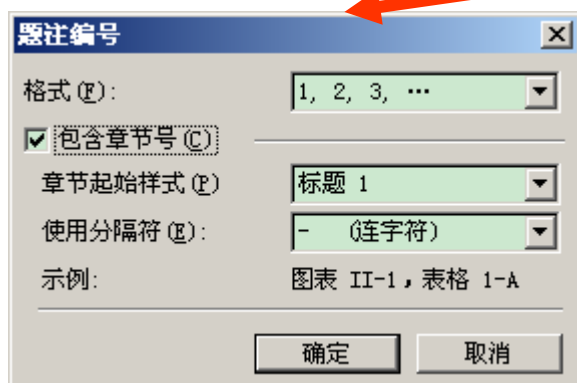 题注编号
格式(F): 1, 2, 3, …
包含章节号(C)
章节起始样式(P) 标题 1
使用分隔符(E): - (连字符)
示例: 图表 II-1，表格 1-A
确定 取消